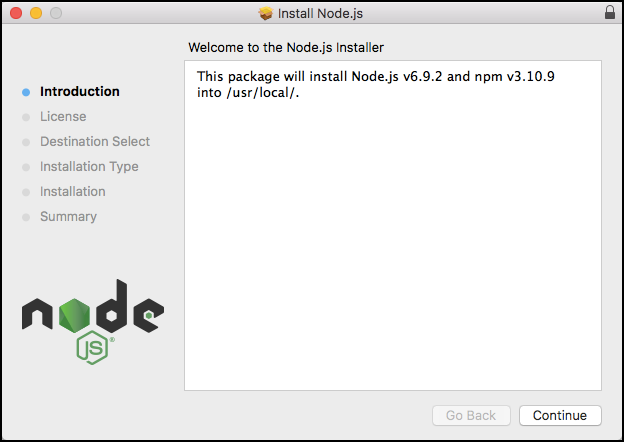 Install Node.js
Welcome to the Node.js Installer
Introduction
License
Destination Select
Installation Type
Installation
Summary
This package will install Node.js v6.9.2 and npm v3.10.9
into /usr/local/.
node
JS®
Go Back
Continue